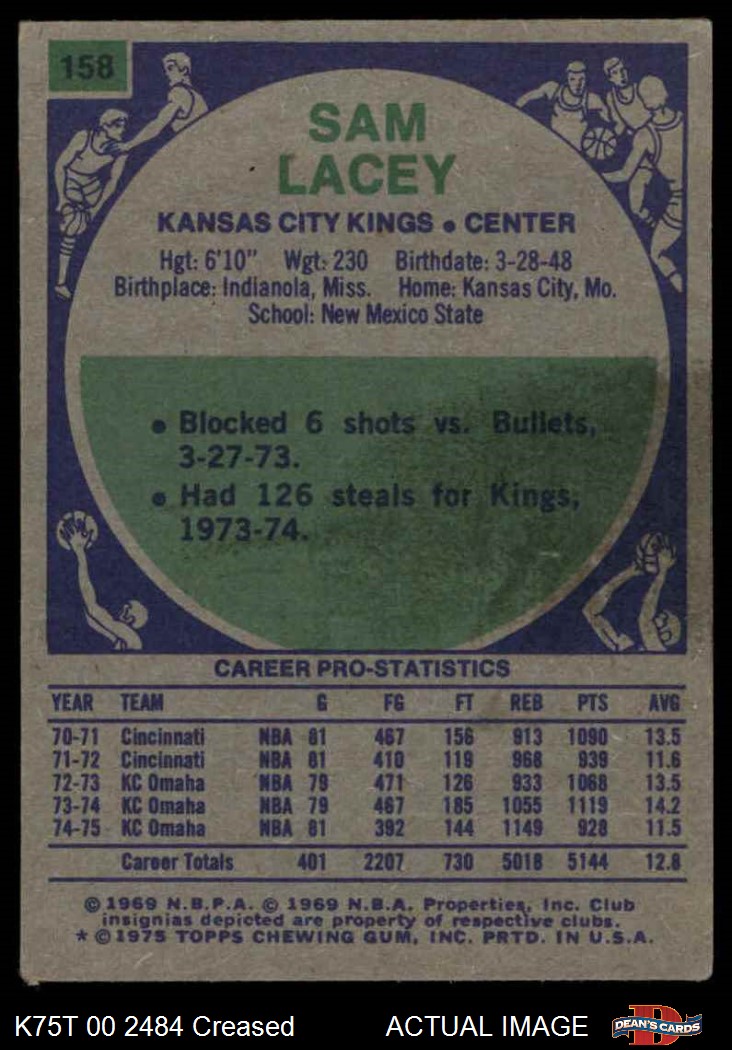 158
SAM
LACEY
KANSAS CITY KINGS • CENTER
Hgt: 6'10" Wgt: 230 Birthdate: 3-28-48
Birthplace: Indianola, Miss. Home: Kansas City, Mo.
School: New Mexico State
• Blocked 6 shots vs. Bullets,
3-27-73.
• Had 126 steals for Kings,
1973-74.
CAREER PRO-STATISTICS
YEAR TEAM G FG FT REB PTS AVG
70-71 Cincinnati NBA 81 467 156 913 1090 13.5
71-72 Cincinnati NBA 81 410 119 968 939 11.6
72-73 KC Omaha NBA 79 471 126 933 1068 13.5
73-74 KC Omaha NBA 79 467 185 1055 1119 14.2
74-75 KC Omaha NBA 81 392 144 1149 928 11.5
Career Totals 401 2207 730 5018 5144 12.8
© 1969 N.B.P.A. © 1969 N.B.A. Properties, Inc. Club
insignias depicted are property of respective clubs.
* © 1975 TOPPS CHEWING GUM, INC. PRTD. IN U.S.A.
K75T 00 2484 Creased ACTUAL IMAGE D DEAN'S CARDS